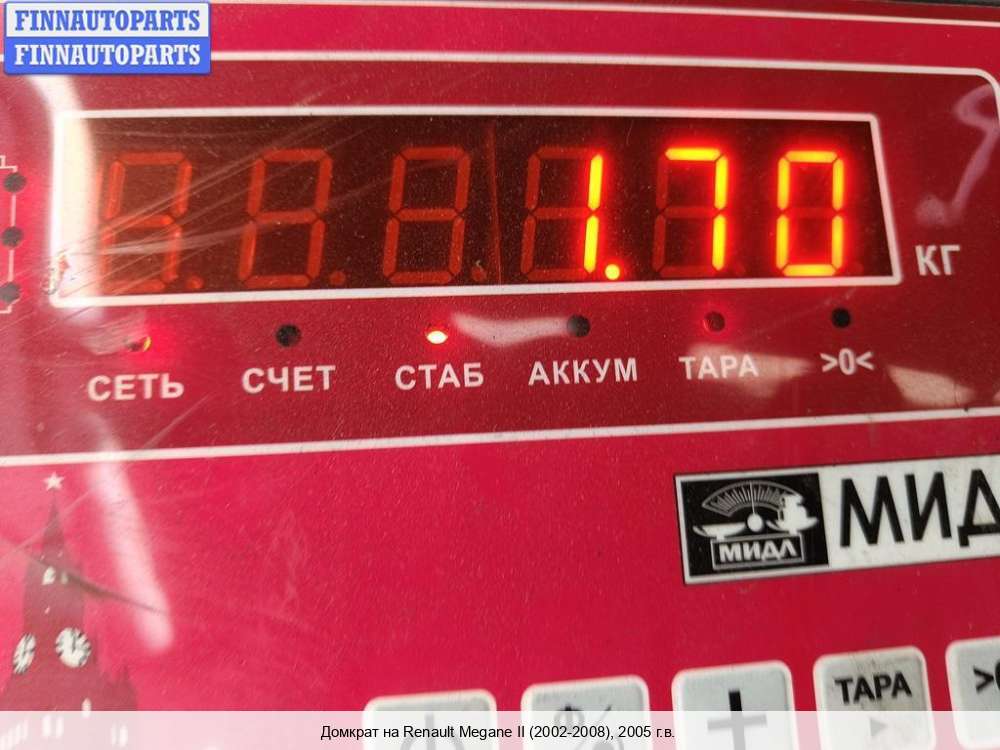 FINNAUTOPARTS
FINNAUTOPARTS
1.70
КГ
СЕТЬ СЧЕТ СТАБ АККУМ ТАРА >0<
МИДЛ
МИД
ТАРА
Домкрат на Renault Megane II (2002-2008), 2005 г.в.